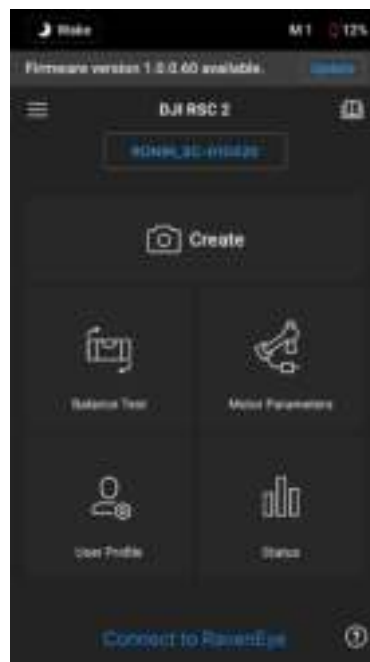 Wake M1 12%
Firmware version 1.0.0.60 available. Update
DJI RSC 2
Create
Balance Test Motor Parameters
User Profile Status
Connect to RavenEye